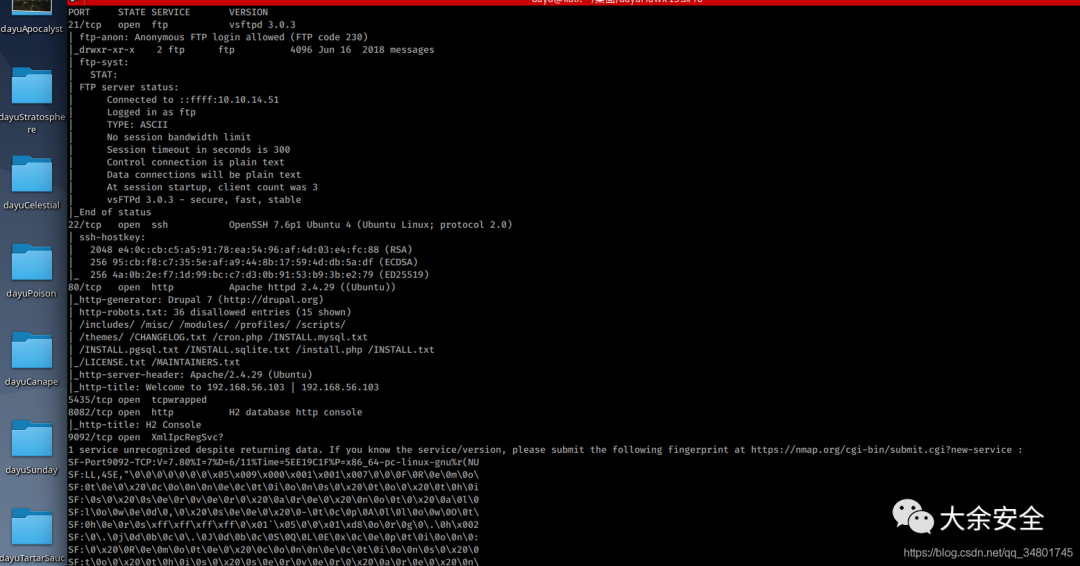 dayuApocalyst
dayuStratosphe
re
dayuCelestial
dayuPoison
dayuCanape
dayuSunday
dayuTartarSauc
PORT     STATE SERVICE       VERSION
21/tcp   open  ftp           vsftpd 3.0.3
| ftp-anon: Anonymous FTP login allowed (FTP code 230)
|_drwxr-xr-x    2 ftp      ftp          4096 Jun 16  2018 messages
| ftp-syst:
|   STAT:
| FTP server status:
|      Connected to ::ffff:10.10.14.51
|      Logged in as ftp
|      TYPE: ASCII
|      No session bandwidth limit
|      Session timeout in seconds is 300
|      Control connection is plain text
|      Data connections will be plain text
|      At session startup, client count was 3
|      vsFTPd 3.0.3 - secure, fast, stable
|_End of status
22/tcp   open  ssh           OpenSSH 7.6p1 Ubuntu 4 (Ubuntu Linux; protocol 2.0)
| ssh-hostkey:
|   2048 e4:0c:cb:c5:a5:91:78:ea:54:96:af:4d:03:e4:fc:88 (RSA)
|   256 95:cb:f8:c7:35:5e:af:a9:44:8b:17:59:4d:db:5a:df (ECDSA)
|_  256 4a:0b:2e:f7:1d:99:bc:c7:d3:0b:91:53:b9:3b:e2:79 (ED25519)
80/tcp   open  http          Apache httpd 2.4.29 ((Ubuntu))
|_http-generator: Drupal 7 (http://drupal.org)
| http-robots.txt: 36 disallowed entries (15 shown)
| /includes/ /misc/ /modules/ /profiles/ /scripts/
| /themes/ /CHANGELOG.txt /cron.php /INSTALL.mysql.txt
| /INSTALL.pgsql.txt /INSTALL.sqlite.txt /install.php /INSTALL.txt
|_/LICENSE.txt /MAINTAINERS.txt
|_http-server-header: Apache/2.4.29 (Ubuntu)
|_http-title: Welcome to 192.168.56.103 | 192.168.56.103
5435/tcp open  tcpwrapped
8082/tcp open  http          H2 database http console
|_http-title: H2 Console
9092/tcp open  XmlIpcRegSvc?
1 service unrecognized despite returning data. If you know the service/version, please submit the following fingerprint at https://nmap.org/cgi-bin/submit.cgi?new-service :
SF-Port9092-TCP:V=7.80%I=7%D=6/11%Time=5EE19C1F%P=x86_64-pc-linux-gnu%r(NU
SF:LL,45E,"\0\0\0\0\0\0\0\x05\x009\x000\x001\x001\x007\0\0\0F\0R\0e\0m\0o\
SF:0t\0e\0\x20\0c\0o\0n\0n\0e\0c\0t\0i\0o\0n\0s\0\x20\0t\0o\0\x20\0t\0h\0i
SF:\0s\0\x20\0s\0e\0r\0v\0e\0r\0\x20\0a\0r\0e\0\x20\0n\0o\0t\0\x20\0a\0l\0
SF:l\0o\0w\0e\0d\0,\0\x20\0s\0e\0e\0\x20\0-\0t\0c\0p\0A\0l\0l\0o\0w\0O\0t\
SF:0h\0e\0r\0s\xff\xff\xff\xff\0\x01`\x05\0\0\x01\xd8\0o\0r\0g\0\.\0h\x002
SF:\0\.\0j\0d\0b\0c\0\.\0J\0d\0b\0c\0S\0Q\0L\0E\0x\0c\0e\0p\0t\0i\0o\0n\0:
SF:\0\x20\0R\0e\0m\0o\0t\0e\0\x20\0c\0o\0n\0n\0e\0c\0t\0i\0o\0n\0s\0\x20\0
SF:t\0o\0\x20\0t\0h\0i\0s\0\x20\0s\0e\0r\0v\0e\0r\0\x20\0a\0r\0e\0\x20\0n\
大余安全
https://blog.csdn.net/qq_34801745